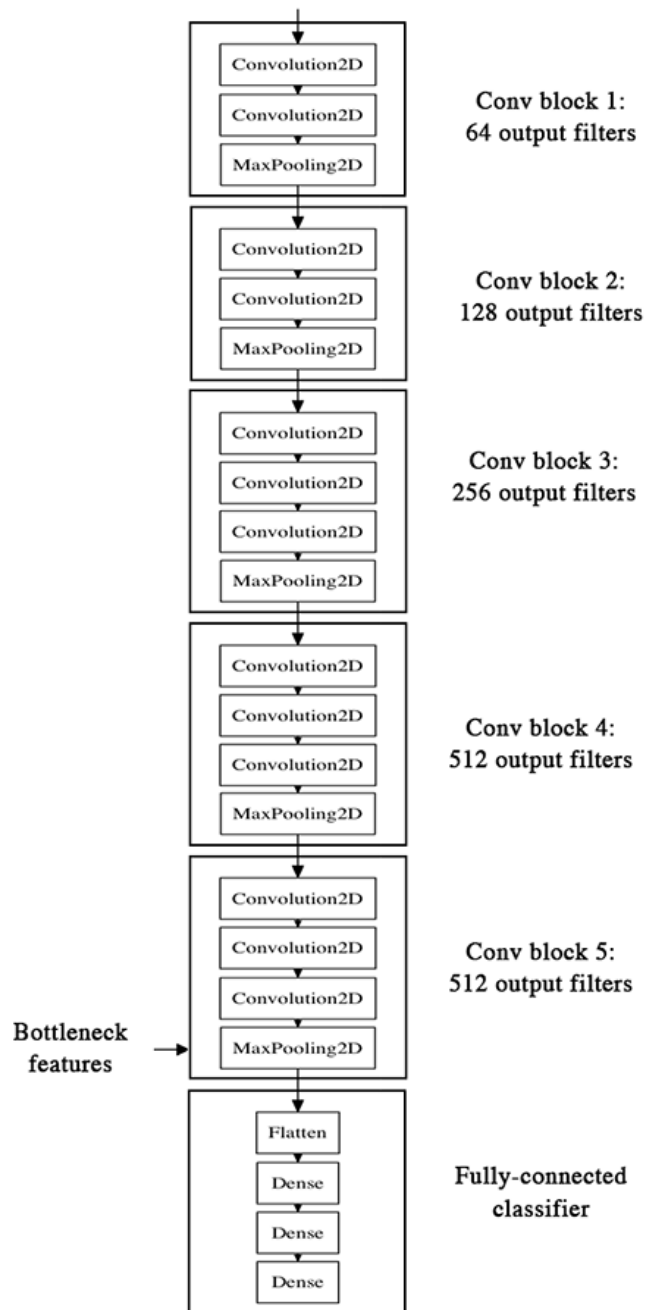 Convolution2D
Convolution2D
MaxPooling2D
Conv block 1:
64 output filters
Convolution2D
Convolution2D
MaxPooling2D
Conv block 2:
128 output filters
Convolution2D
Convolution2D
Convolution2D
MaxPooling2D
Conv block 3:
256 output filters
Convolution2D
Convolution2D
Convolution2D
MaxPooling2D
Conv block 4:
512 output filters
Convolution2D
Convolution2D
Convolution2D
MaxPooling2D
Conv block 5:
512 output filters
Bottleneck
features
Flatten
Dense
Dense
Dense
Fully-connected
classifier